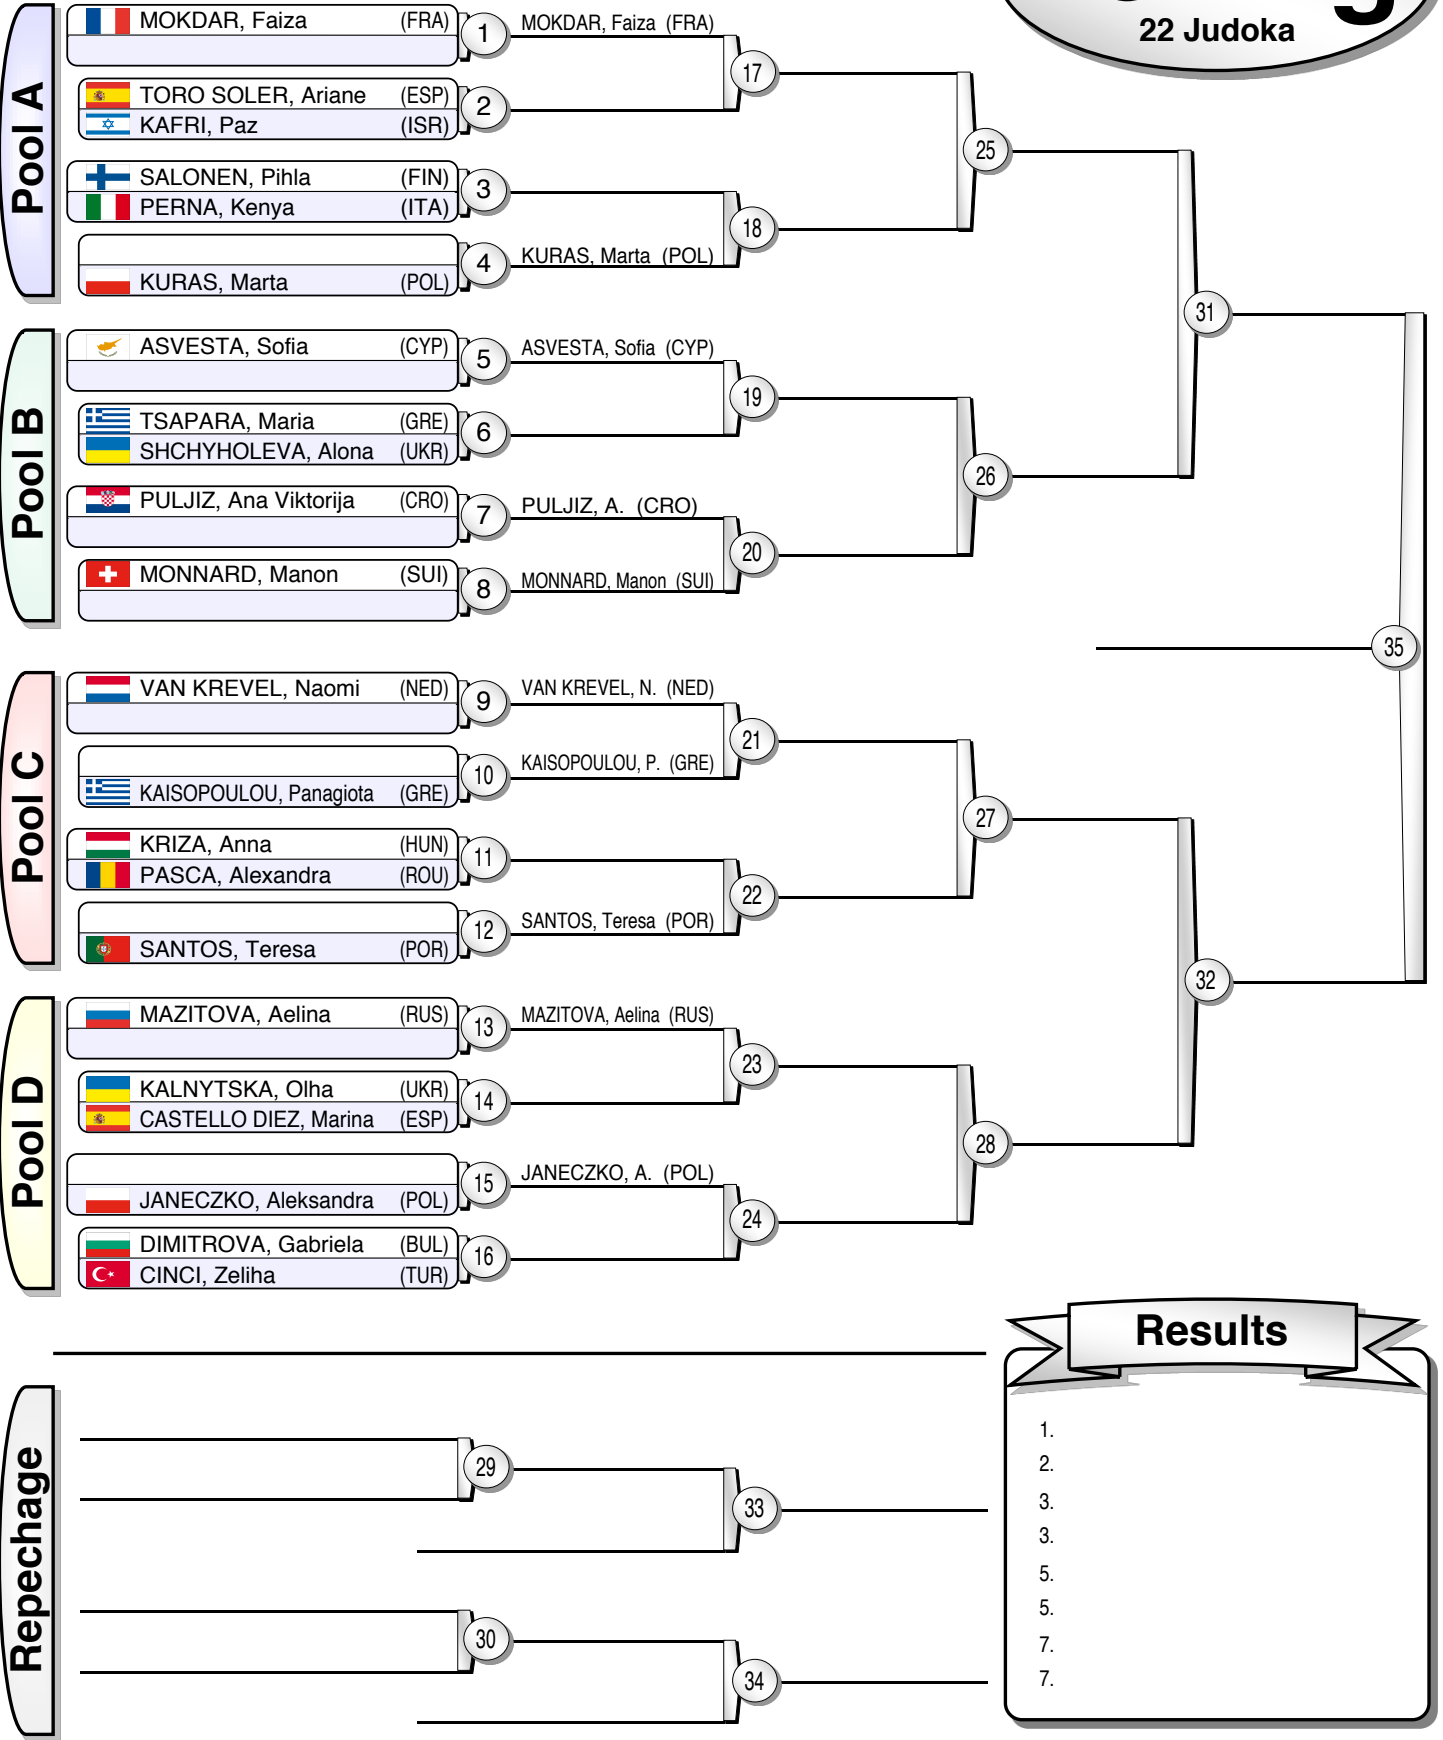 g
22 Judoka
Pool A
MOKDAR, Faiza (FRA) 1 MOKDAR, Faiza (FRA)
17
TORO SOLER, Ariane (ESP)
2
KAFRI, Paz (ISR)
25
SALONEN, Pihla (FIN)
3
PERNA, Kenya (ITA)
18
4 KURAS, Marta (POL)
KURAS, Marta (POL)
31
Pool B
ASVESTA, Sofia (CYP) 5 ASVESTA, Sofia (CYP)
19
TSAPARA, Maria (GRE)
6
SHCHYHOLEVA, Alona (UKR)
26
PULJIZ, Ana Viktorija (CRO) 7 PULJIZ, A. (CRO)
20
MONNARD, Manon (SUI) 8 MONNARD, Manon (SUI)
35
Pool C
VAN KREVEL, Naomi (NED) 9 VAN KREVEL, N. (NED)
21
10 KAISOPOULOU, P. (GRE)
KAISOPOULOU, Panagiota (GRE)
27
KRIZA, Anna (HUN)
11
PASCA, Alexandra (ROU)
22
12 SANTOS, Teresa (POR)
SANTOS, Teresa (POR)
32
Pool D
MAZITOVA, Aelina (RUS) 13 MAZITOVA, Aelina (RUS)
23
KALNYTSKA, Olha (UKR)
14
CASTELLO DIEZ, Marina (ESP)
28
15 JANECZKO, A. (POL)
JANECZKO, Aleksandra (POL)
24
DIMITROVA, Gabriela (BUL)
16
CINCI, Zeliha (TUR)
Repechage
29
33
30
34
Results
1.
2.
3.
3.
5.
5.
7.
7.